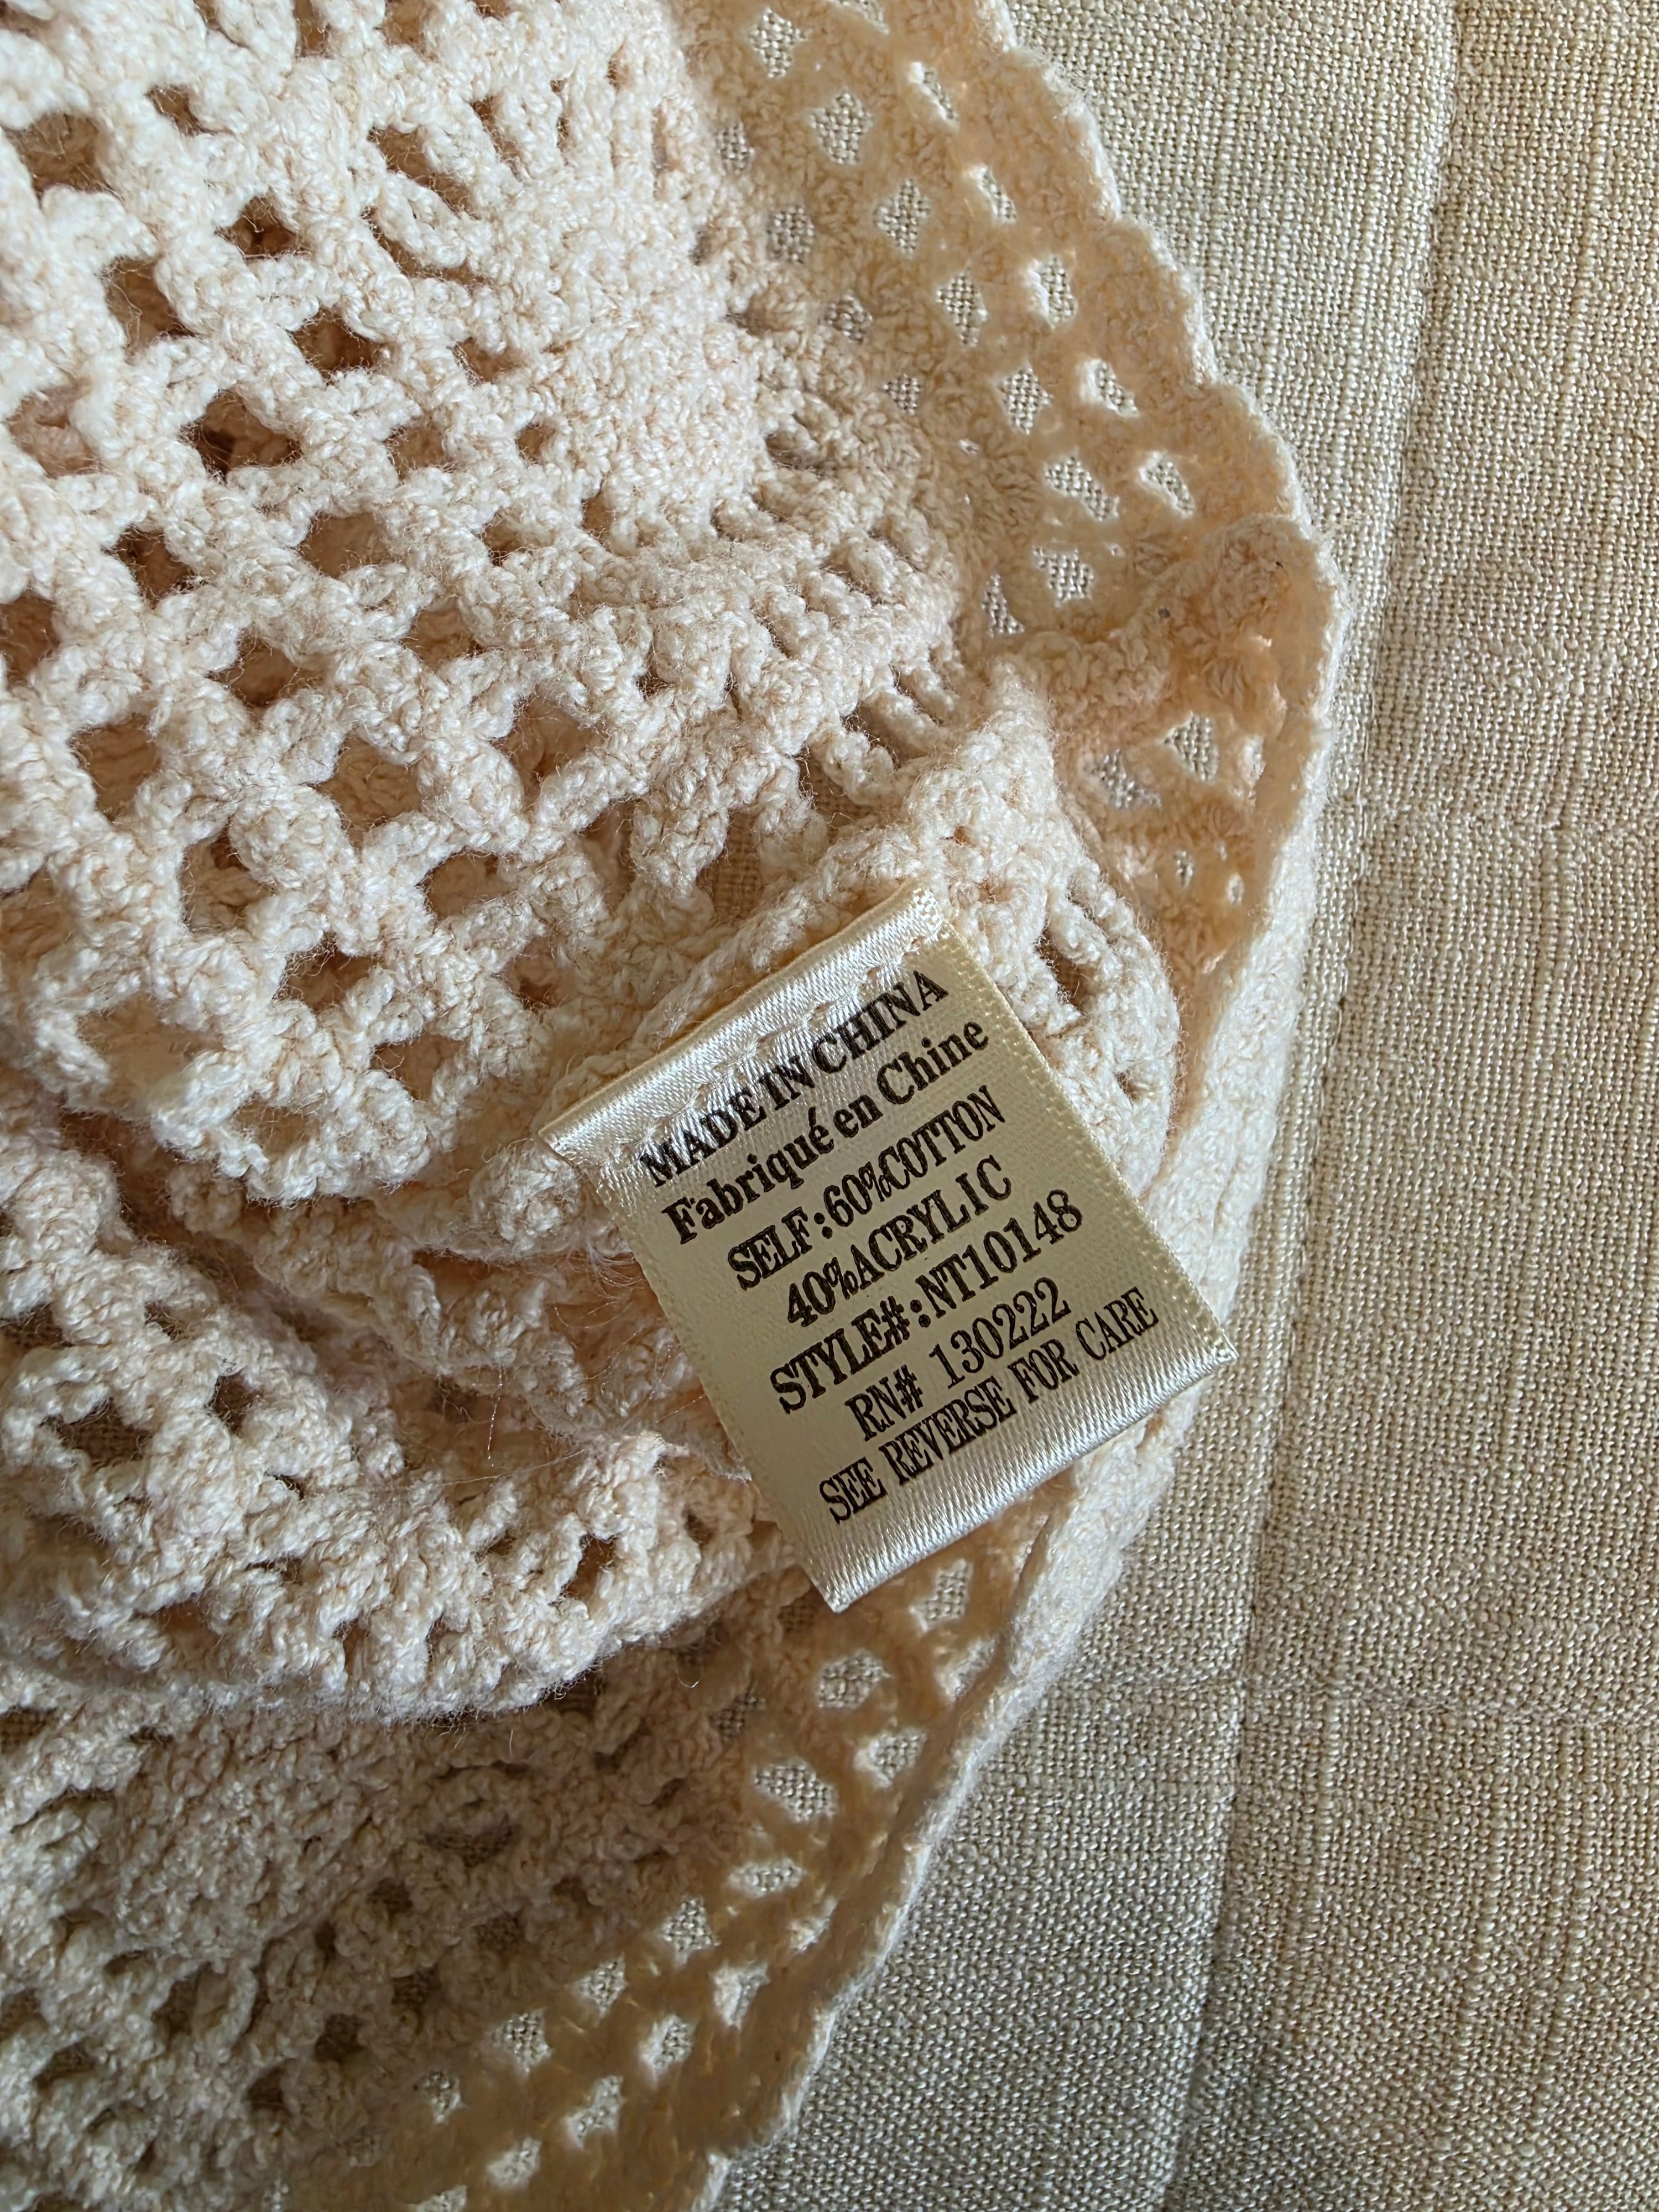 MADE IN CHINA
Fabriqué en Chine
SELF:60%COTTON
40%ACRYLIC
STYLE#:NT10148
RN# 130222
SEE REVERSE FOR CARE